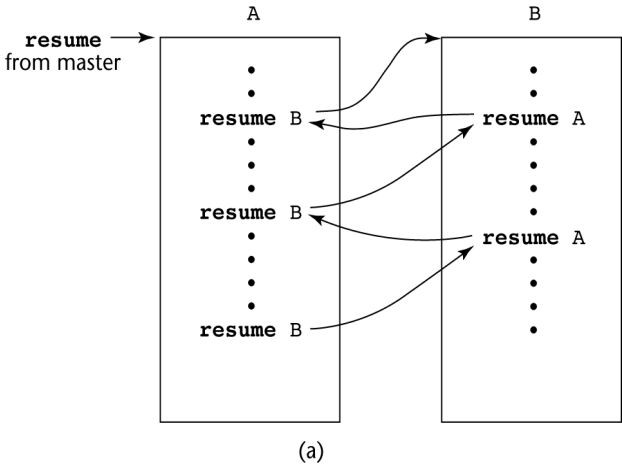 A
B
resume
from master
resume B
resume A
resume B
resume A
resume B
(a)